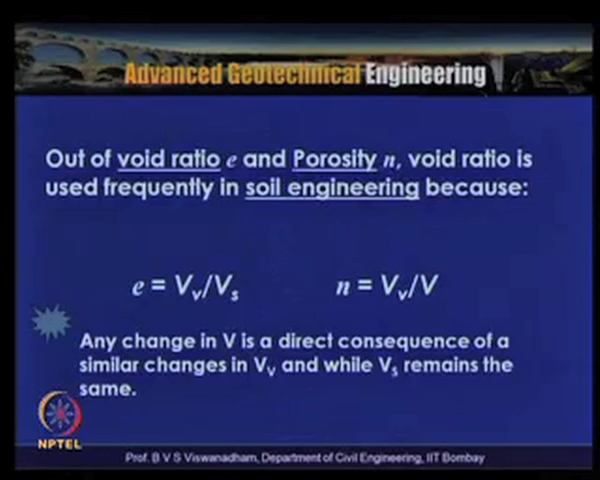 Advanced Geotechnical Engineering
Out of void ratio e and Porosity n, void ratio is
used frequently in soil engineering because:
e = Vv/Vs n = Vv/V
Any change in V is a direct consequence of a
similar changes in Vv and while Vs remains the
same.
NPTEL
Prof. B V S Viswanadham, Department of Civil Engineering, IIT Bombay